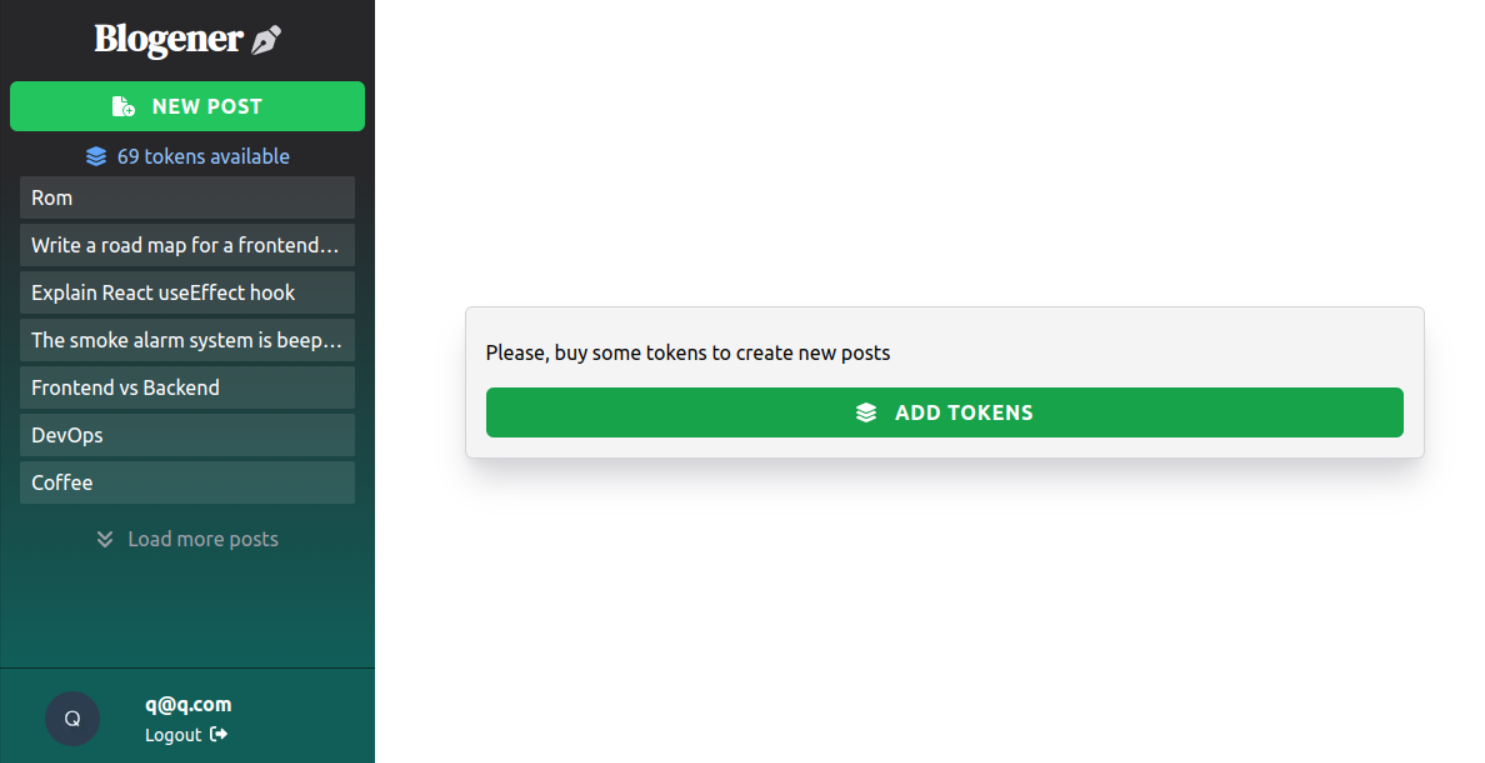 Blogener
NEW POST
69 tokens available
Rom
Write a road map for a frontend…
Explain React useEffect hook
The smoke alarm system is beep…
Frontend vs Backend
DevOps
Coffee
Load more posts
Q
q@q.com
Logout
Please, buy some tokens to create new posts
ADD TOKENS